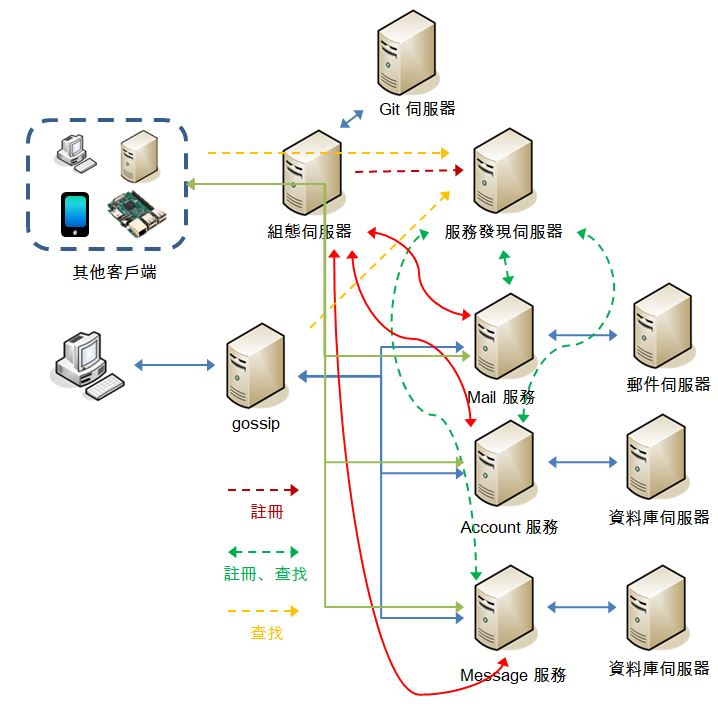 Git 伺服器
組態伺服器
服務發現伺服器
其他客戶端
Mail 服務
郵件伺服器
gossip
Account 服務
資料庫伺服器
註冊
註冊、查找
查找
Message 服務
資料庫伺服器